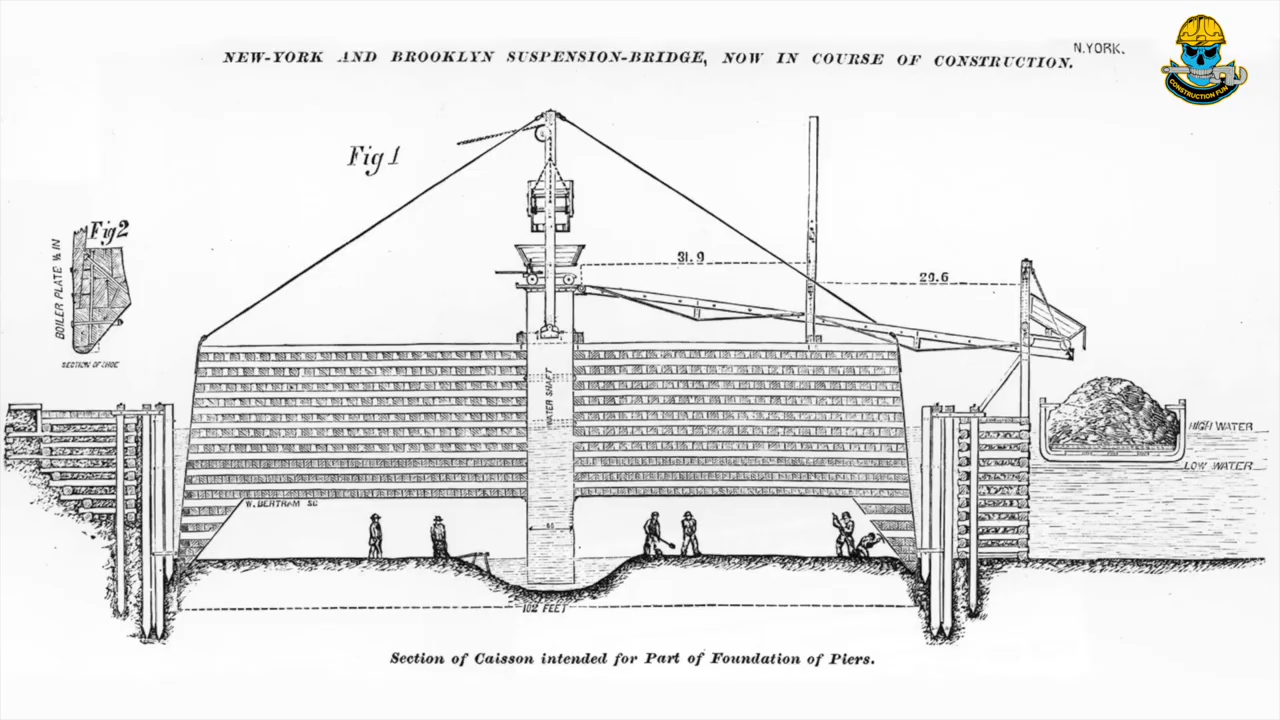 N.YORK.
NEW-YORK AND BROOKLYN SUSPENSION-BRIDGE, NOW IN COURSE OF CONSTRUCTION.
CONSTRUCTION FUN
Fig 1
Fig 2
BOILER PLATE ½ IN
SECTION OF SHOE
31.9
20.6
WATER SHAFT
HIGH WATER
LOW WATER
W. BERTRAM SC
102 FEET
Section of Caisson intended for Part of Foundation of Piers.